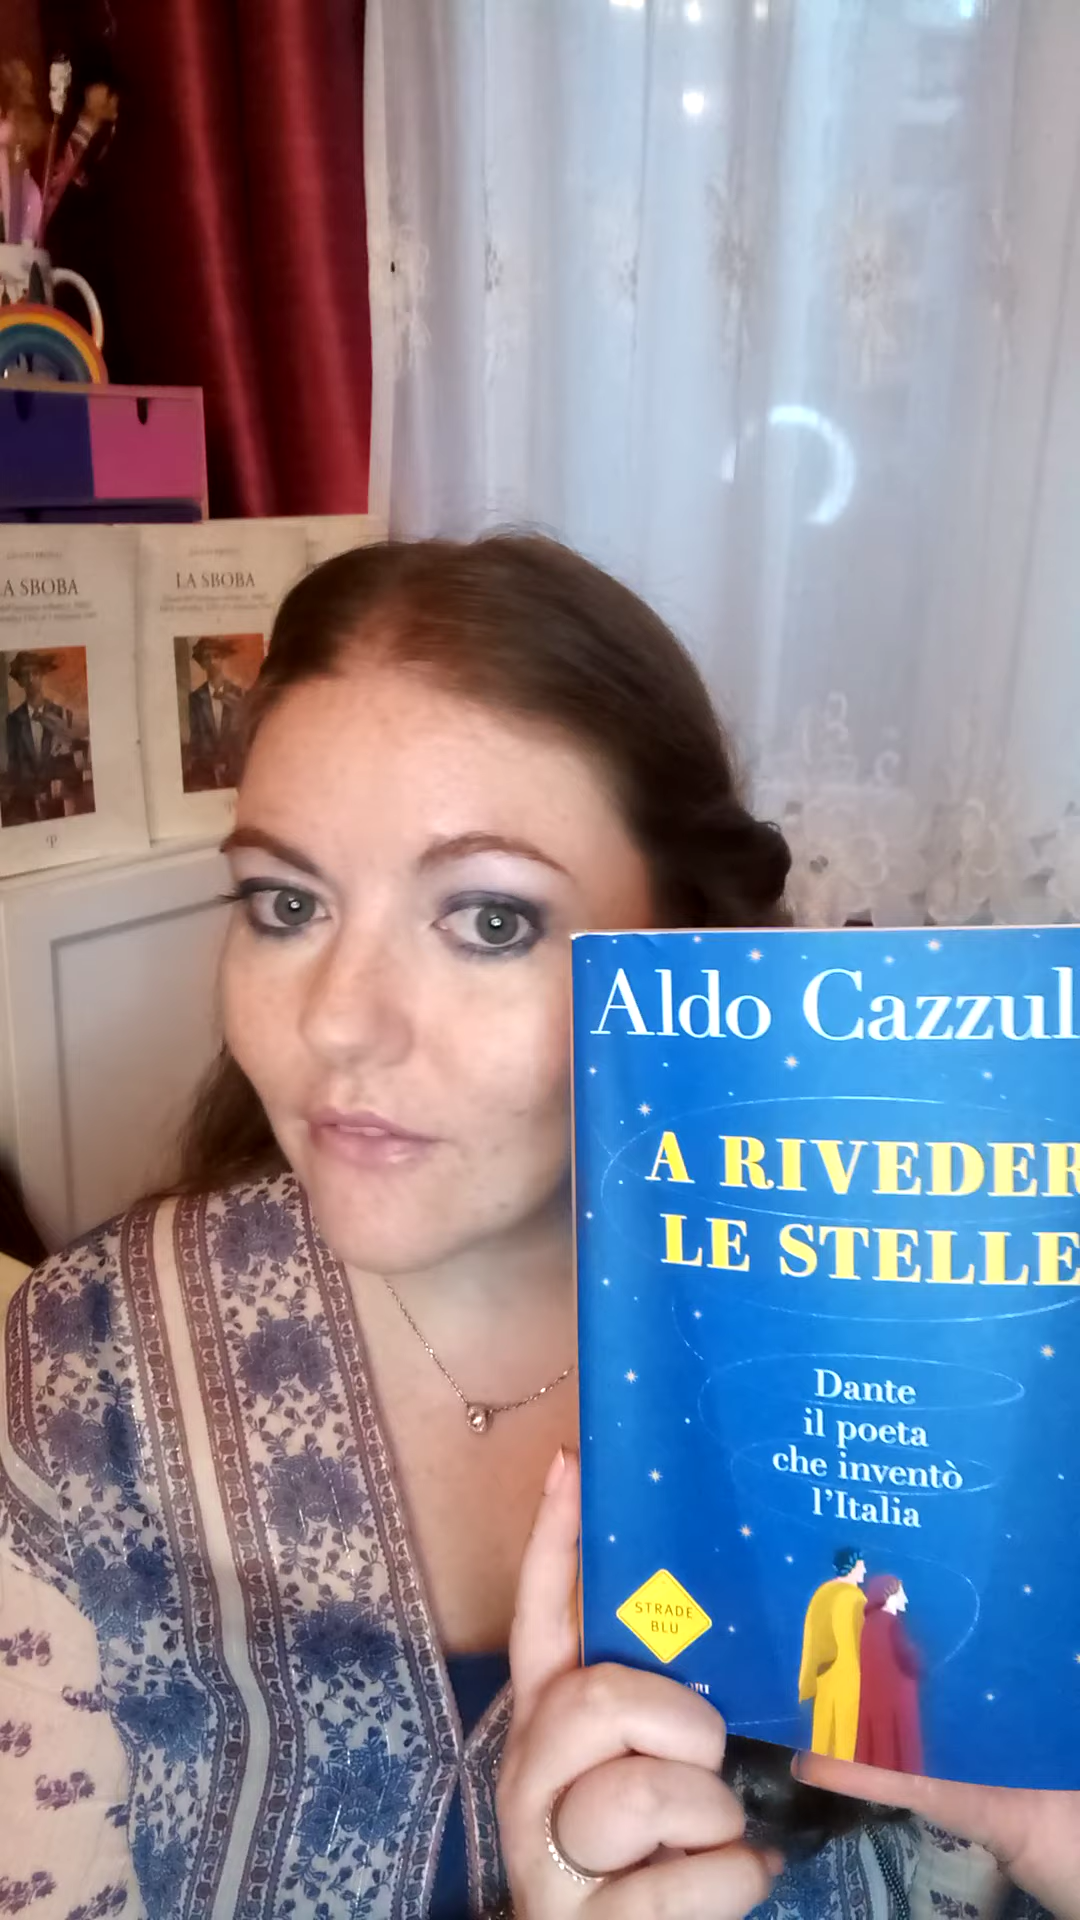 LA SBOBA
LA SBOBA
Aldo Cazzul
A RIVEDER
LE STELLE
Dante
il poeta
che inventò
l'Italia
STRADE
BLU